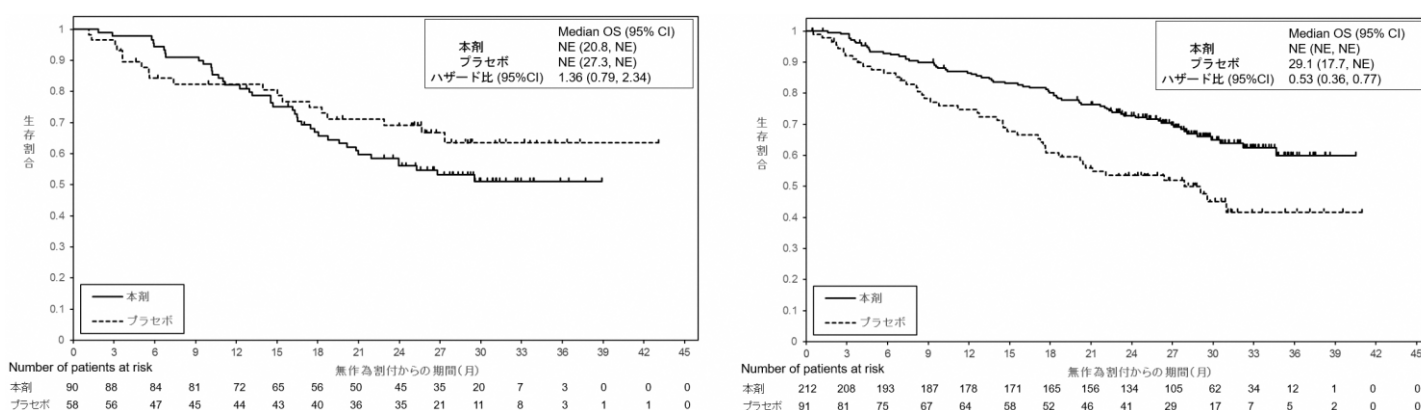 Median OS (95% CI)
本剤 NE (20.8, NE)
プラセボ NE (27.3, NE)
ハザード比 (95%CI) 1.36 (0.79, 2.34)
1
0.9
0.8
0.7
0.6
0.5
0.4
0.3
0.2
0.1
0
生存割合
本剤
プラセボ
0 3 6 9 12 15 18 21 24 27 30 33 36 39 42 45
無作為割付からの期間(月)
Number of patients at risk
本剤 90 88 84 81 72 65 56 50 45 35 20 7 3 0 0 0
プラセボ 58 56 47 45 44 43 40 36 35 21 11 8 3 1 1 0
Median OS (95% CI)
本剤 NE (NE, NE)
プラセボ 29.1 (17.7, NE)
ハザード比 (95%CI) 0.53 (0.36, 0.77)
1
0.9
0.8
0.7
0.6
0.5
0.4
0.3
0.2
0.1
0
生存割合
本剤
プラセボ
0 3 6 9 12 15 18 21 24 27 30 33 36 39 42 45
無作為割付からの期間(月)
Number of patients at risk
本剤 212 208 193 187 178 171 165 156 134 105 62 34 12 1 0 0
プラセボ 91 81 75 67 64 58 52 46 41 29 17 7 5 2 0 0